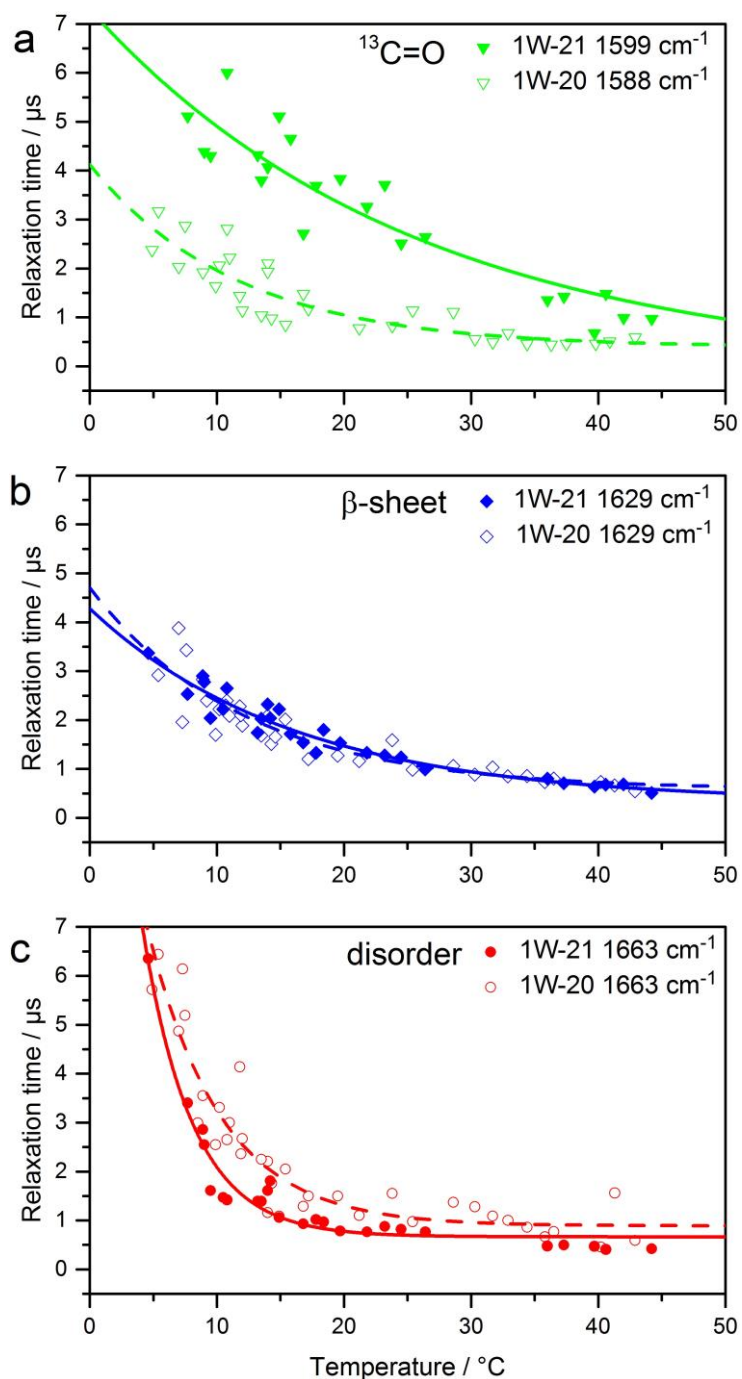 a
¹³C=O
1W-21 1599 cm⁻¹
1W-20 1588 cm⁻¹
Relaxation time / µs
7
6
5
4
3
2
1
0
0 10 20 30 40 50
b
β-sheet
1W-21 1629 cm⁻¹
1W-20 1629 cm⁻¹
Relaxation time / µs
7
6
5
4
3
2
1
0
0 10 20 30 40 50
c
disorder
1W-21 1663 cm⁻¹
1W-20 1663 cm⁻¹
Relaxation time / µs
7
6
5
4
3
2
1
0
0 10 20 30 40 50
Temperature / °C